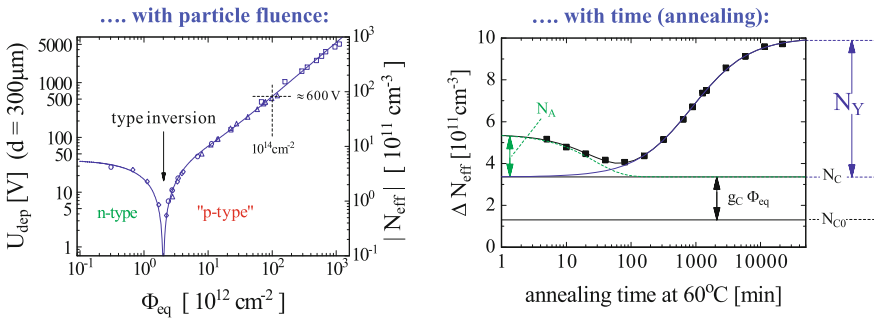 .... with particle fluence:
U_dep [V] (d = 300μm)
5000
1000
500
100
50
10
5
1
type inversion
10^14 cm^-2
≈ 600 V
n-type
"p-type"
10^-1
10^0
10^1
10^2
10^3
Φ_eq [ 10^12 cm^-2 ]
10^3
10^2
10^1
10^0
10^-1
| N_eff | [ 10^11 cm^-3 ]
.... with time (annealing):
Δ N_eff [10^11 cm^-3]
10
8
6
4
2
0
N_A
N_Y
N_C
g_C Φ_eq
N_C0
1
10
100
1000
10000
annealing time at 60°C [min]